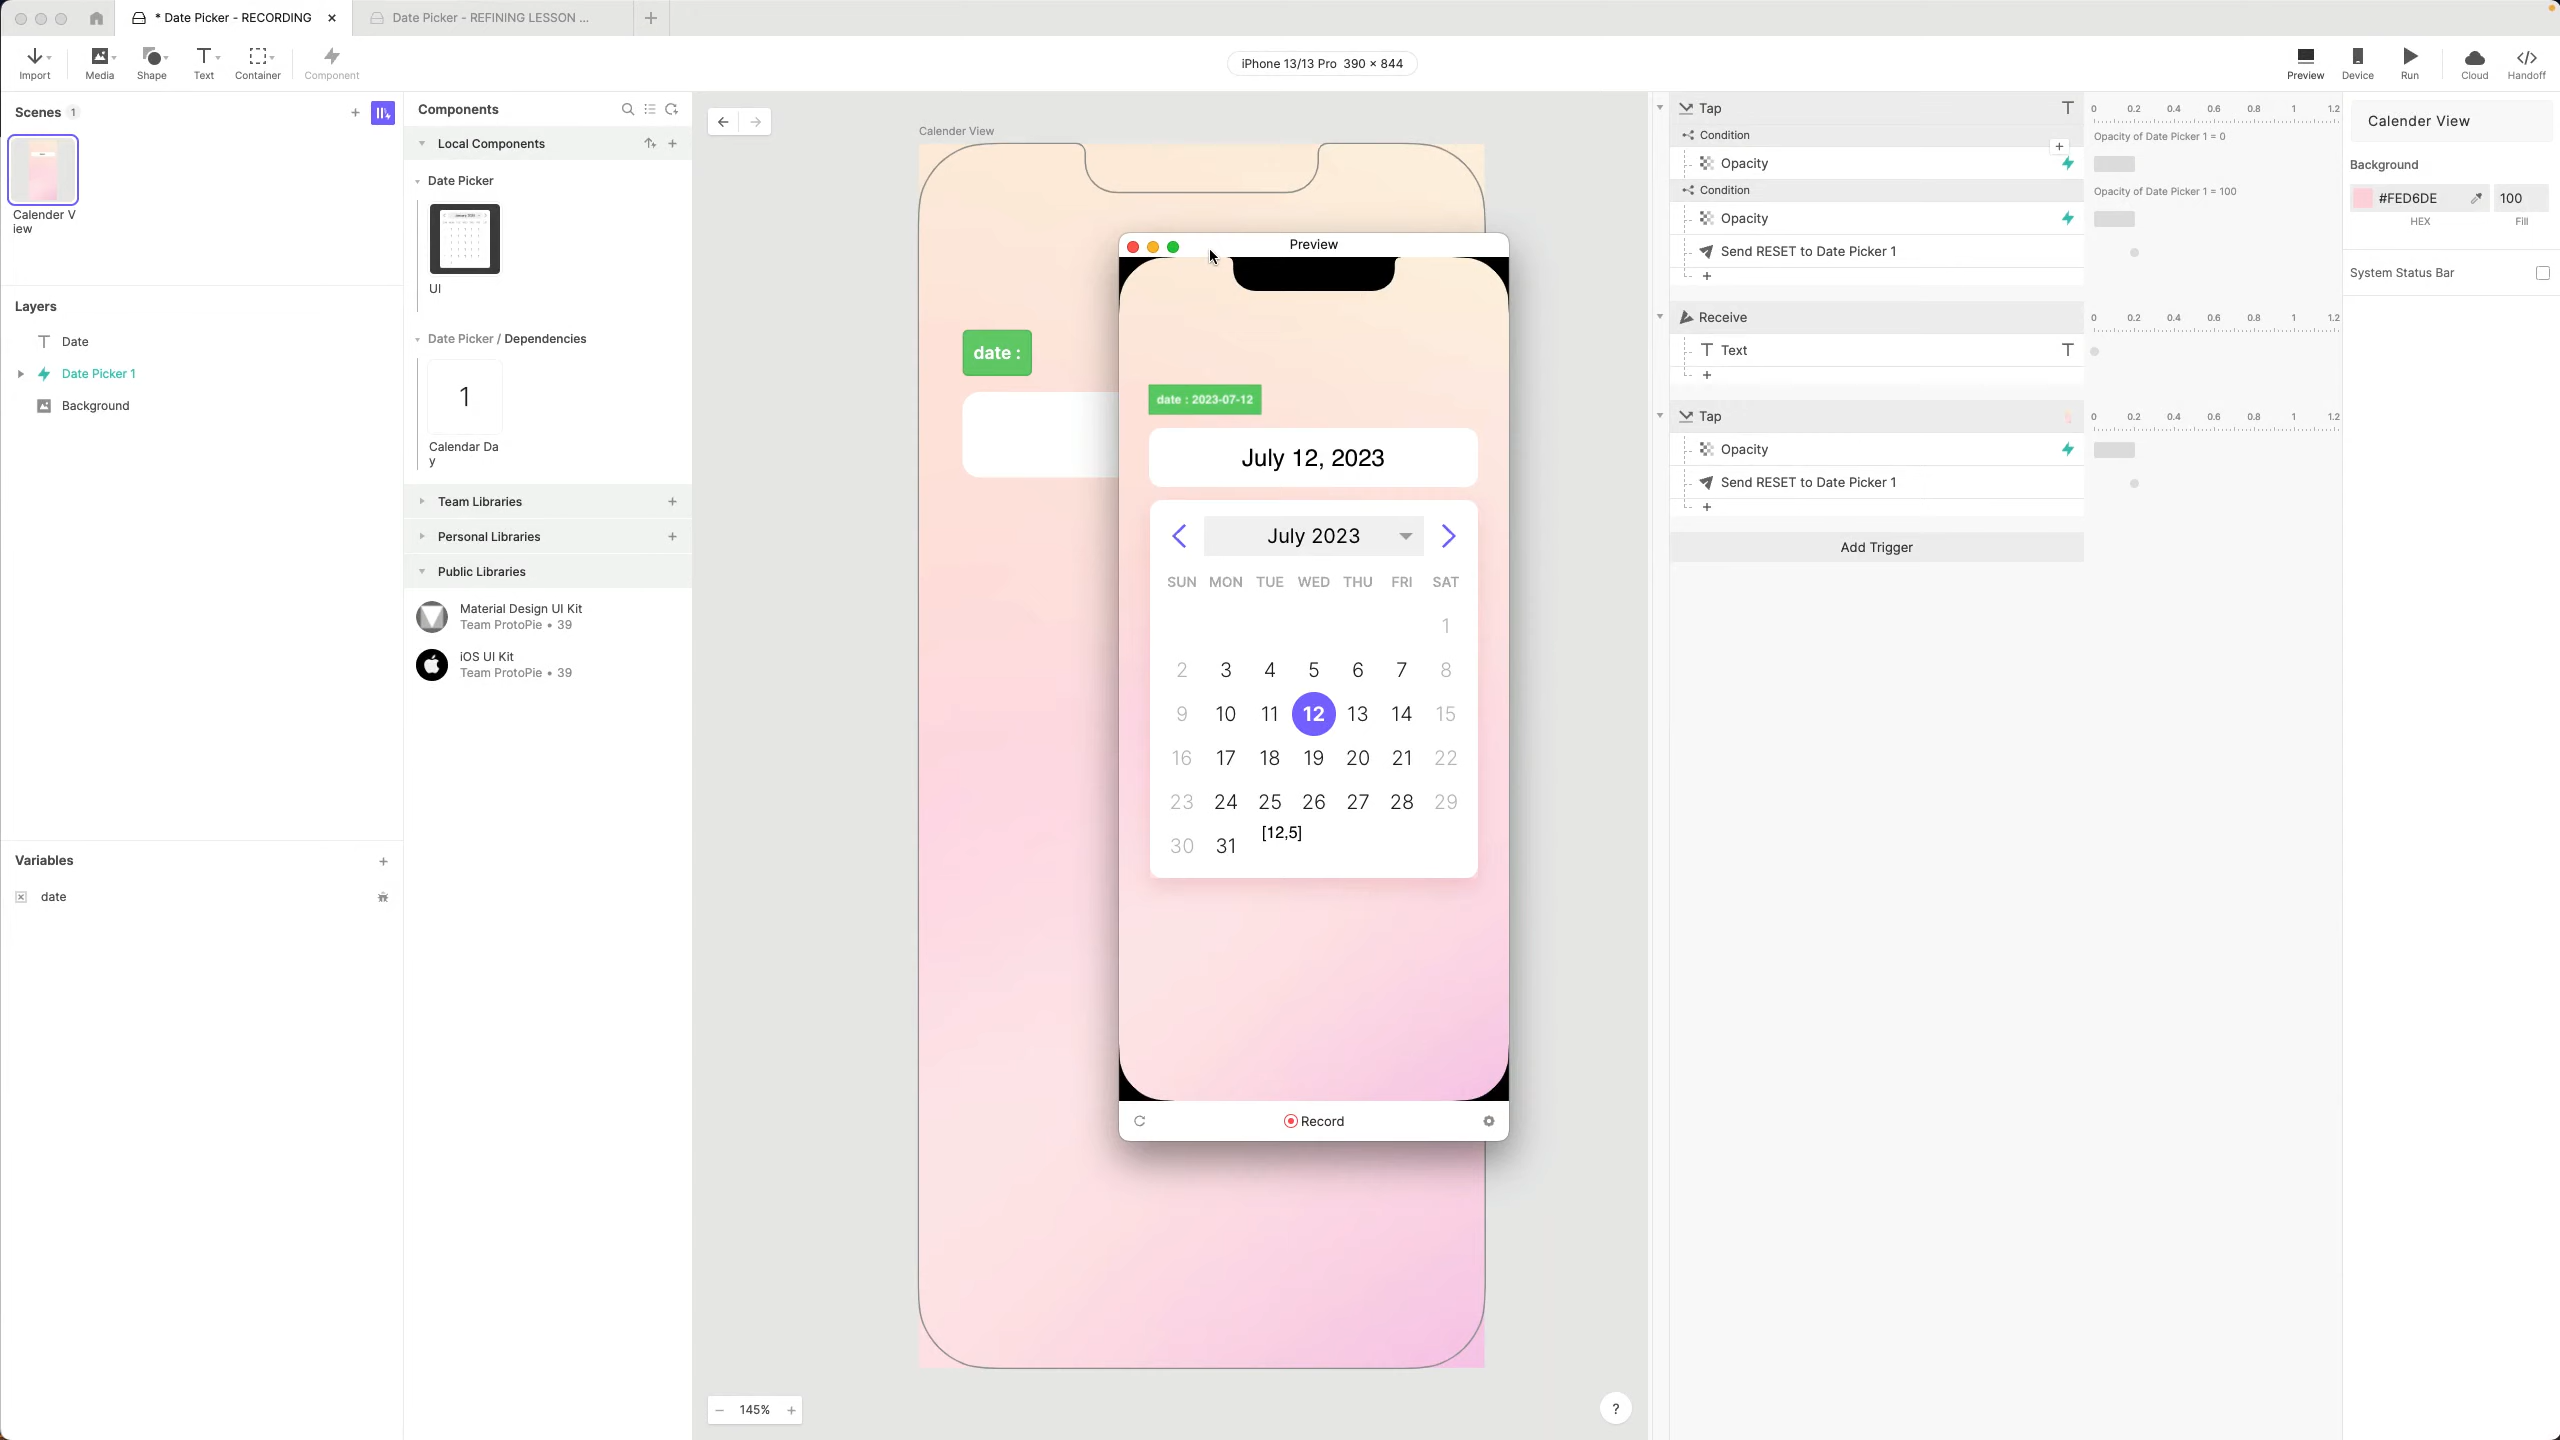 * Date Picker - RECORDING
Date Picker - REFINING LESSON ...
Import
Media
Shape
Text
Container
Component
iPhone 13/13 Pro 390 × 844
Preview
Device
Run
Cloud
Handoff
Scenes 1
Calender V
iew
Layers
Date
Date Picker 1
Background
Variables
date
Components
Local Components
Date Picker
UI
Date Picker / Dependencies
1
Calendar Da
y
Team Libraries
Personal Libraries
Public Libraries
Material Design UI Kit
Team ProtoPie • 39
iOS UI Kit
Team ProtoPie • 39
Calender View
date :
Preview
date : 2023-07-12
July 12, 2023
July 2023
SUN MON TUE WED THU FRI SAT
1
2 3 4 5 6 7 8
9 10 11 12 13 14 15
16 17 18 19 20 21 22
23 24 25 26 27 28 29
[12,5]
30 31
Record
145%
?
Tap
0 0.2 0.4 0.6 0.8 1 1.2
Condition
Opacity of Date Picker 1 = 0
Opacity
Condition
Opacity of Date Picker 1 = 100
Opacity
Send RESET to Date Picker 1
Receive
0 0.2 0.4 0.6 0.8 1 1.2
Text
Tap
0 0.2 0.4 0.6 0.8 1 1.2
Opacity
Send RESET to Date Picker 1
Add Trigger
Calender View
Background
#FED6DE
100
HEX
Fill
System Status Bar